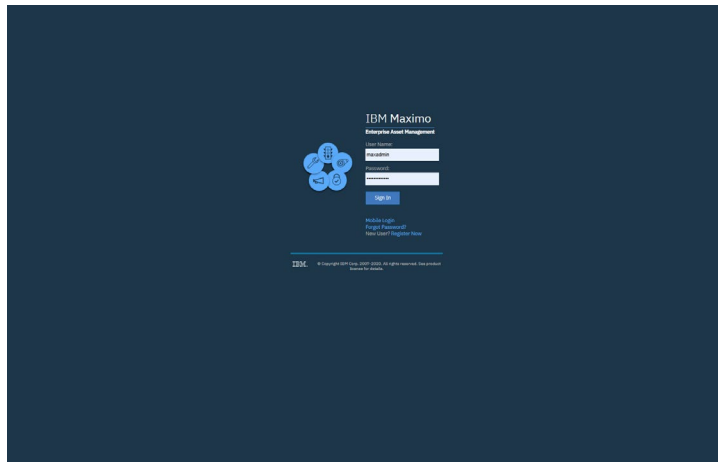 IBM Maximo
Enterprise Asset Management
User Name:
maxadmin
Password:
••••••••••••
Sign In
Mobile Login
Forgot Password?
New User? Register Now
IBM.
© Copyright IBM Corp. 2007-2020. All rights reserved. See product
license for details.